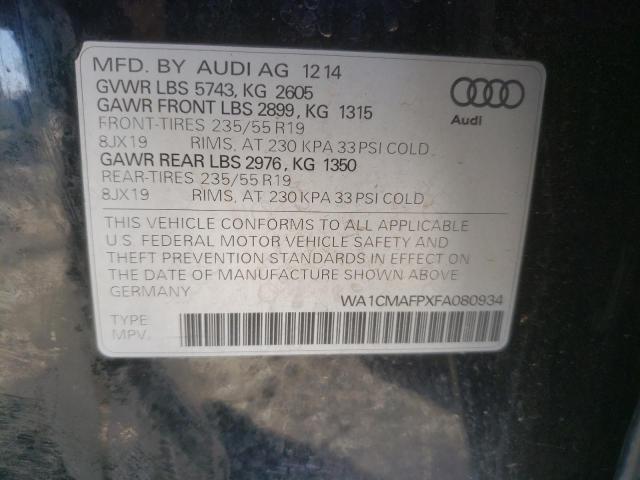 MFD. BY AUDI AG 12 14
GVWR LBS 5743, KG 2605
GAWR FRONT LBS 2899, KG 1315
FRONT-TIRES 235/55 R19
8JX19 RIMS, AT 230 KPA 33 PSI COLD
GAWR REAR LBS 2976, KG 1350
REAR-TIRES 235/55 R19
8JX19 RIMS, AT 230 KPA 33 PSI COLD
Audi
THIS VEHICLE CONFORMS TO ALL APPLICABLE
U.S. FEDERAL MOTOR VEHICLE SAFETY AND
THEFT PREVENTION STANDARDS IN EFFECT ON
THE DATE OF MANUFACTURE SHOWN ABOVE.
GERMANY
WA1CMAFPXFA080934
TYPE
MPV